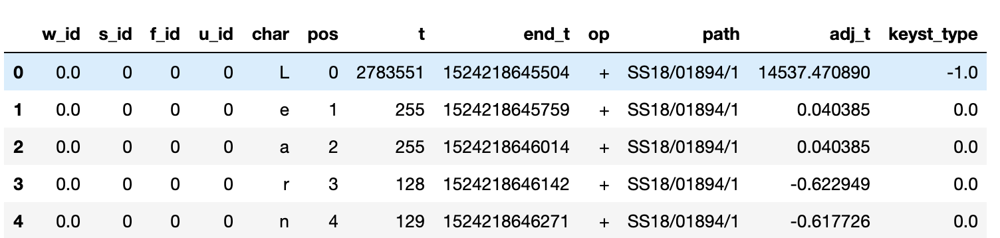 w_id s_id f_id u_id char pos t end_t op path adj_t keyst_type
0 0.0 0 0 0 L 0 2783551 1524218645504 + SS18/01894/1 14537.470890 -1.0
1 0.0 0 0 0 e 1 255 1524218645759 + SS18/01894/1 0.040385 0.0
2 0.0 0 0 0 a 2 255 1524218646014 + SS18/01894/1 0.040385 0.0
3 0.0 0 0 0 r 3 128 1524218646142 + SS18/01894/1 -0.622949 0.0
4 0.0 0 0 0 n 4 129 1524218646271 + SS18/01894/1 -0.617726 0.0